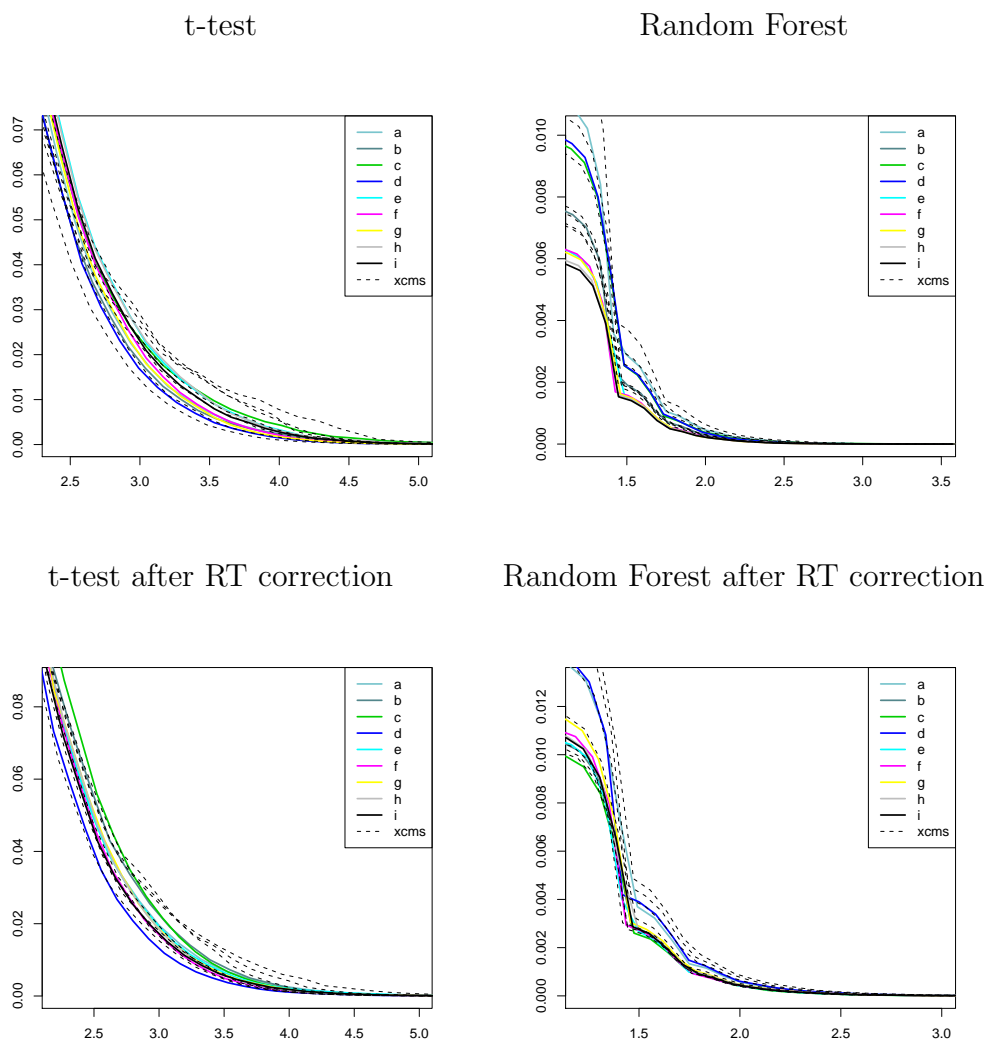 t-test
Random Forest
0.07
0.06
0.05
0.04
0.03
0.02
0.01
0.00
2.5 3.0 3.5 4.0 4.5 5.0
a
b
c
d
e
f
g
h
i
xcms
0.010
0.008
0.006
0.004
0.002
0.000
1.5 2.0 2.5 3.0 3.5
a
b
c
d
e
f
g
h
i
xcms
t-test after RT correction
Random Forest after RT correction
0.08
0.06
0.04
0.02
0.00
2.5 3.0 3.5 4.0 4.5 5.0
a
b
c
d
e
f
g
h
i
xcms
0.012
0.010
0.008
0.006
0.004
0.002
0.000
1.5 2.0 2.5 3.0
a
b
c
d
e
f
g
h
i
xcms